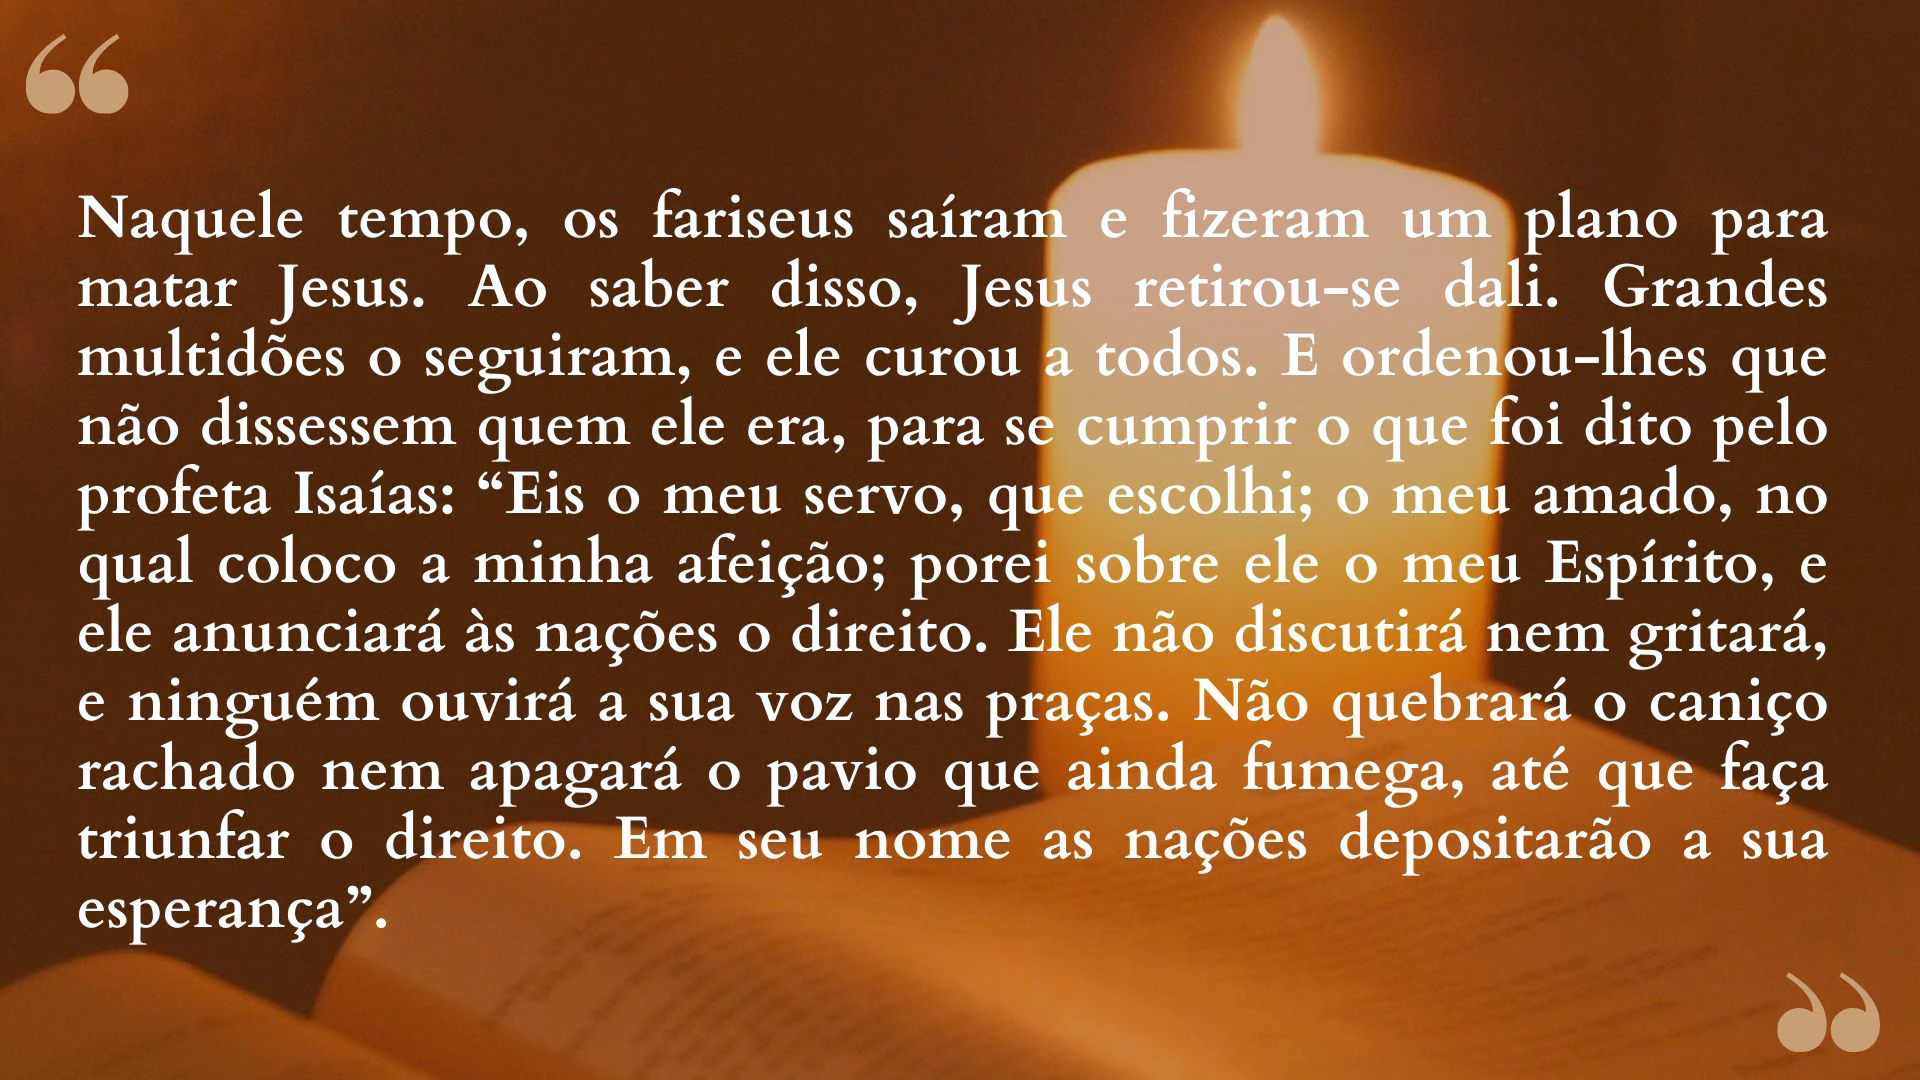 “
Naquele tempo, os fariseus saíram e fizeram um plano para
matar Jesus. Ao saber disso, Jesus retirou-se dali. Grandes
multidões o seguiram, e ele curou a todos. E ordenou-lhes que
não dissessem quem ele era, para se cumprir o que foi dito pelo
profeta Isaías: “Eis o meu servo, que escolhi; o meu amado, no
qual coloco a minha afeição; porei sobre ele o meu Espírito, e
ele anunciará às nações o direito. Ele não discutirá nem gritará,
e ninguém ouvirá a sua voz nas praças. Não quebrará o caniço
rachado nem apagará o pavio que ainda fumega, até que faça
triunfar o direito. Em seu nome as nações depositarão a sua
esperança”.
”